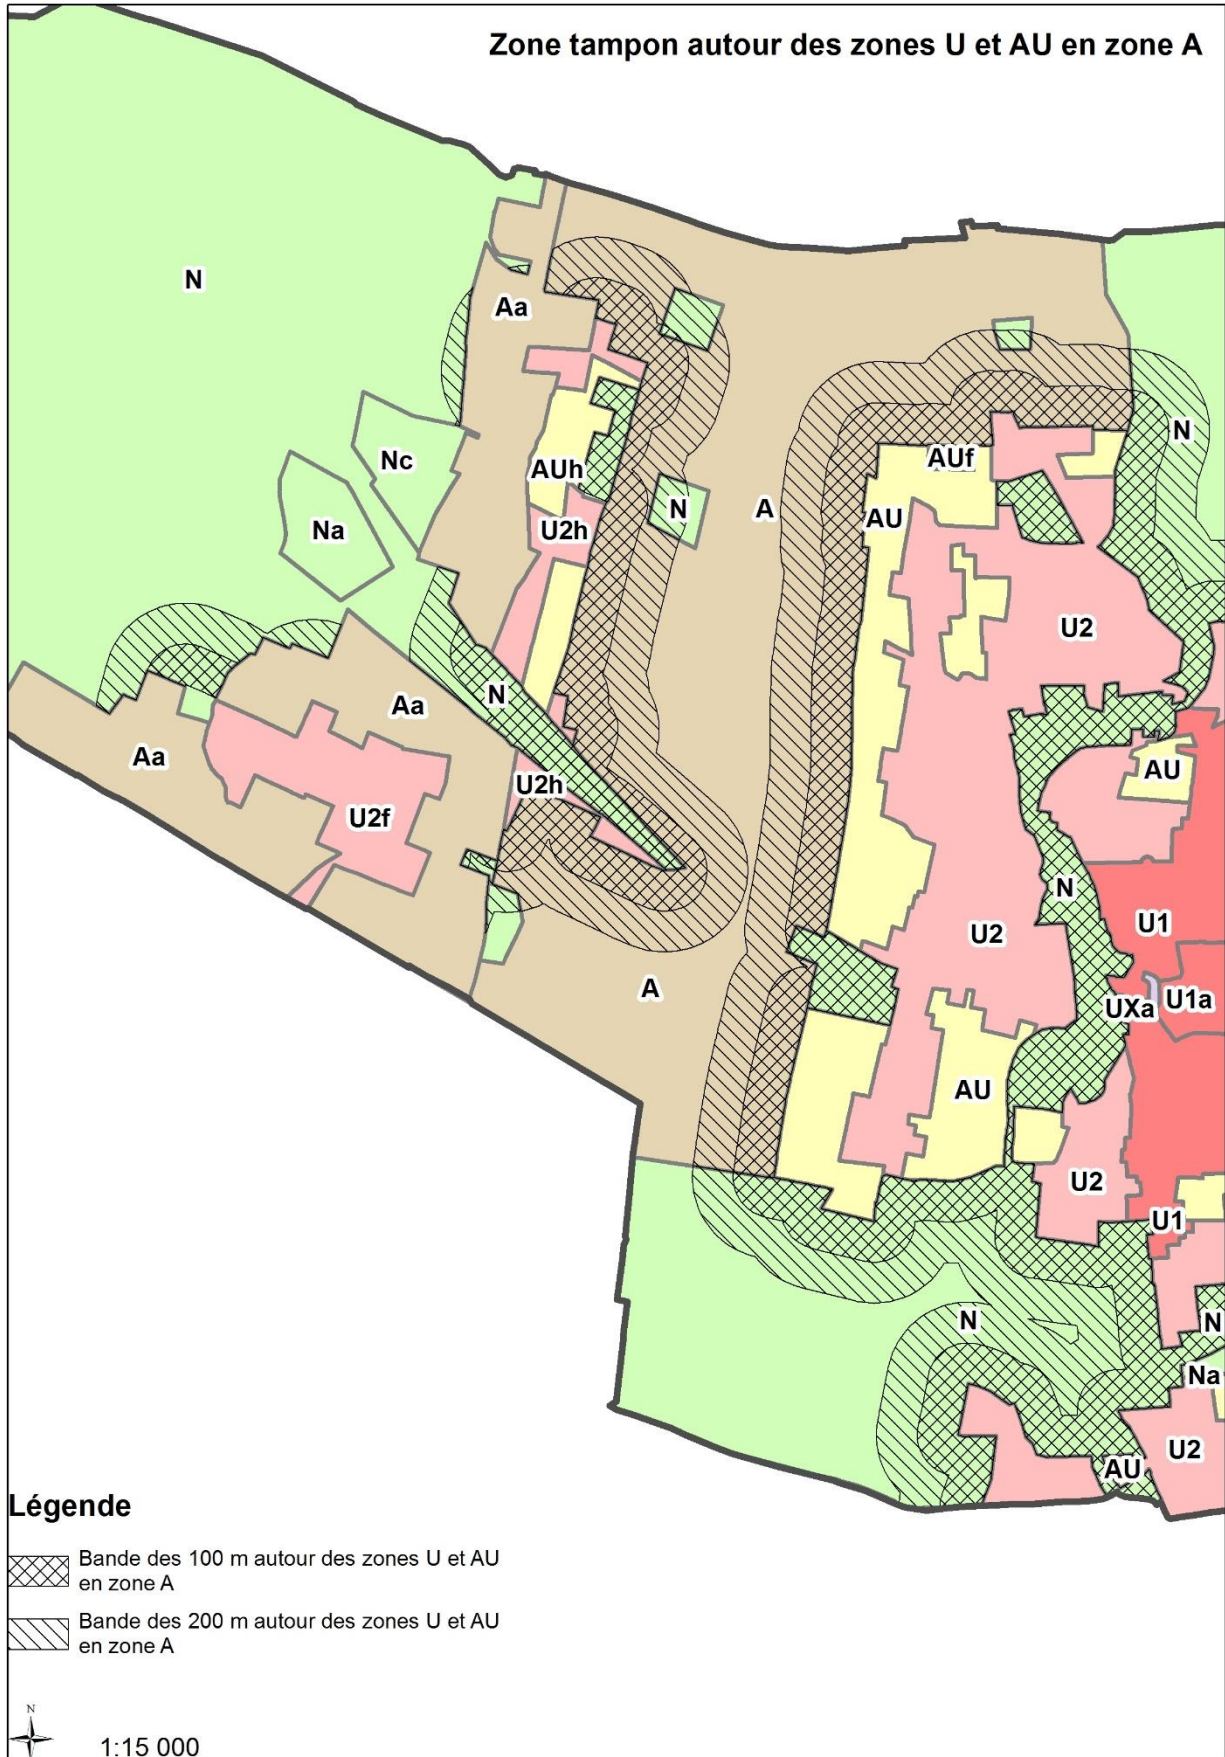 Zone tampon autour des zones U et AU en zone A
N
Aa
Nc
AUh
AUf
N
Na
N
A
AU
U2h
U2
N
Aa
Aa
U2h
AU
U2f
N
U1
U2
A
UXa
U1a
AU
U2
U1
N
N
Na
U2
AU
Légende
Bande des 100 m autour des zones U et AU
en zone A
Bande des 200 m autour des zones U et AU
en zone A
N
1:15 000